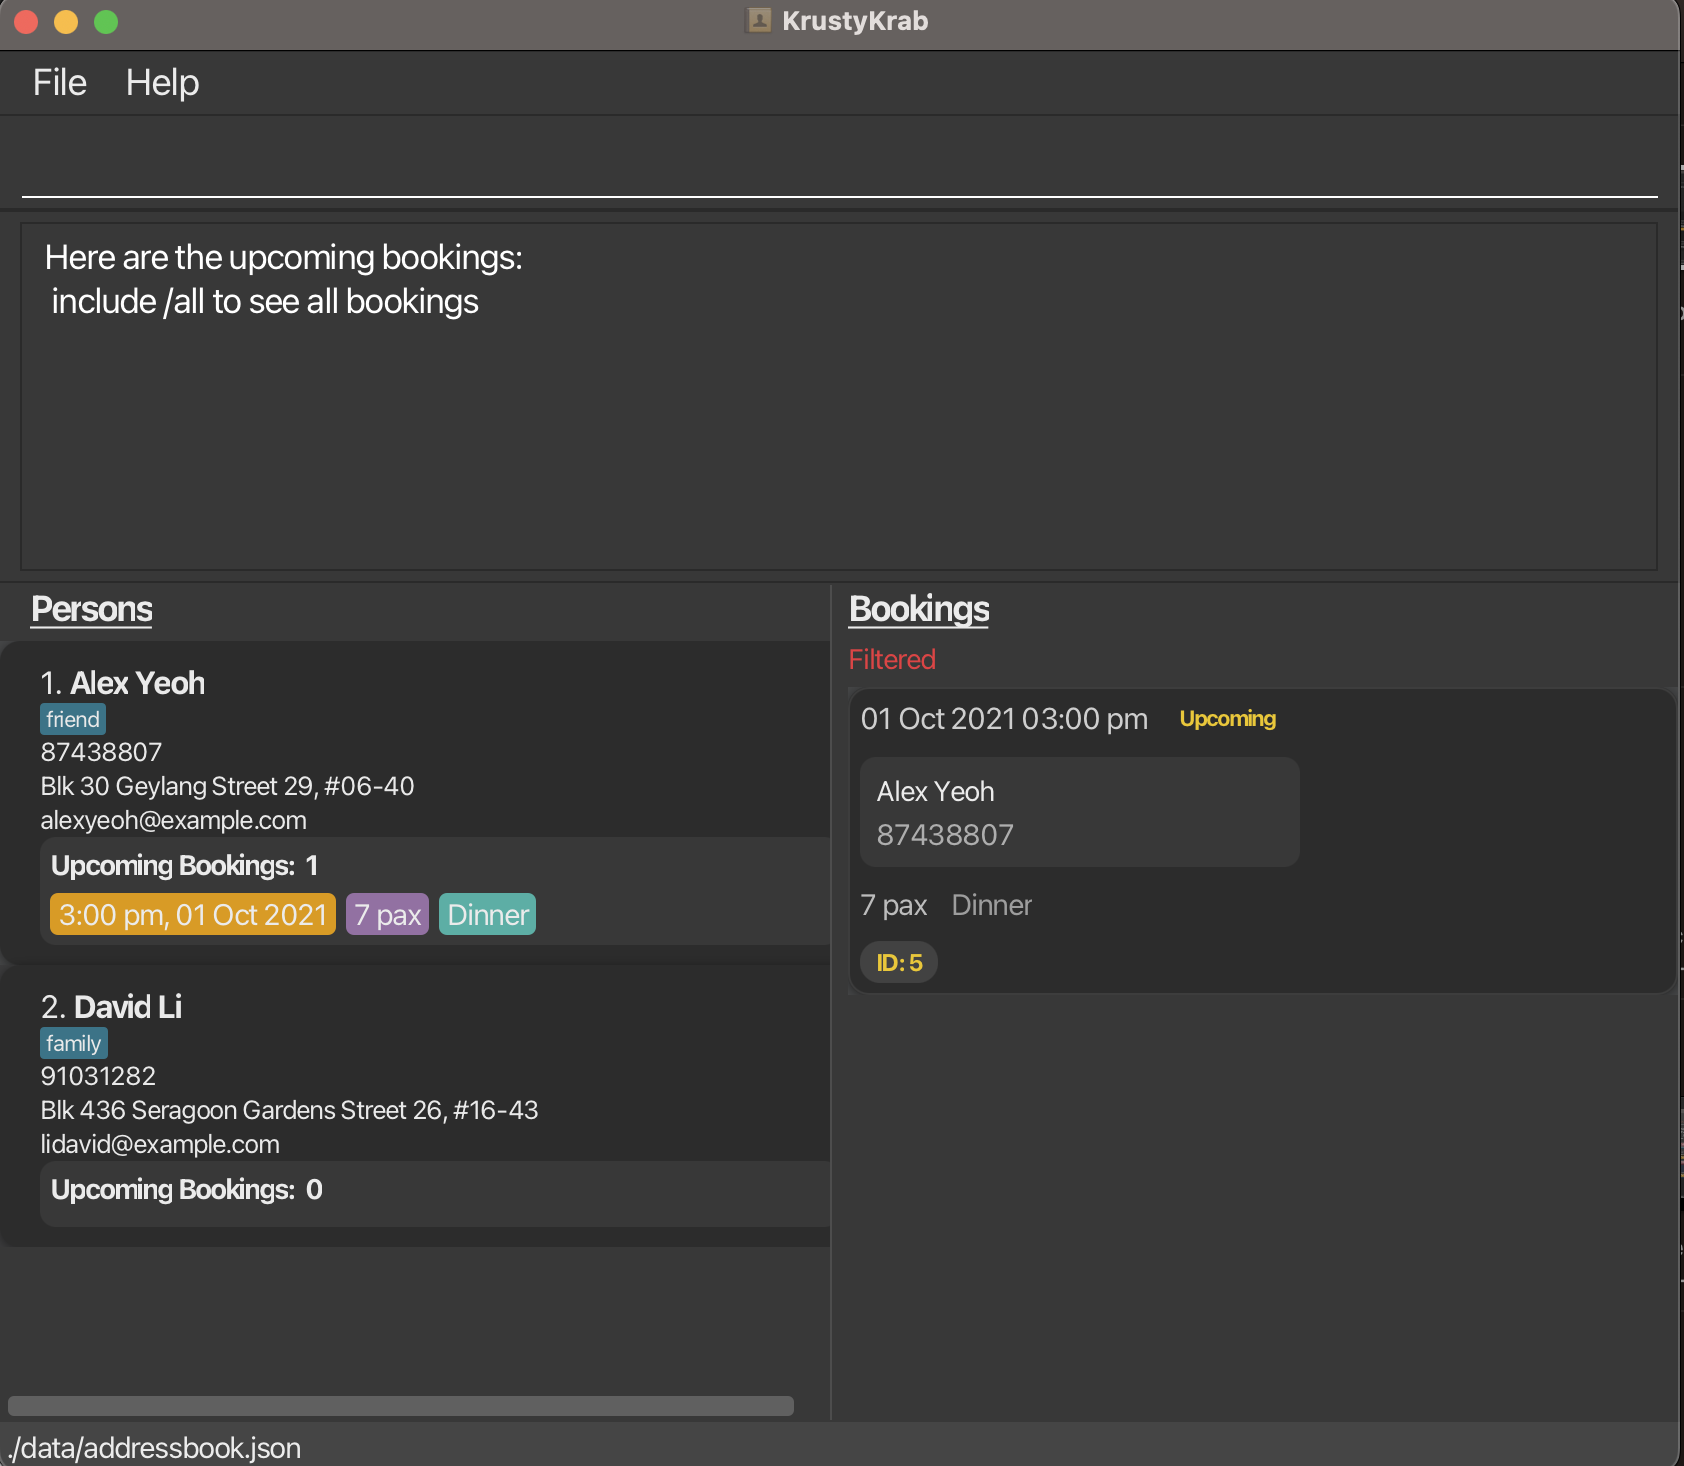 KrustyKrab
File Help
Here are the upcoming bookings:
include /all to see all bookings
Persons
1. Alex Yeoh
friend
87438807
Blk 30 Geylang Street 29, #06-40
alexyeoh@example.com
Upcoming Bookings: 1
3:00 pm, 01 Oct 2021 7 pax Dinner
2. David Li
family
91031282
Blk 436 Seragoon Gardens Street 26, #16-43
lidavid@example.com
Upcoming Bookings: 0
Bookings
Filtered
01 Oct 2021 03:00 pm Upcoming
Alex Yeoh
87438807
7 pax Dinner
ID: 5
./data/addressbook.json